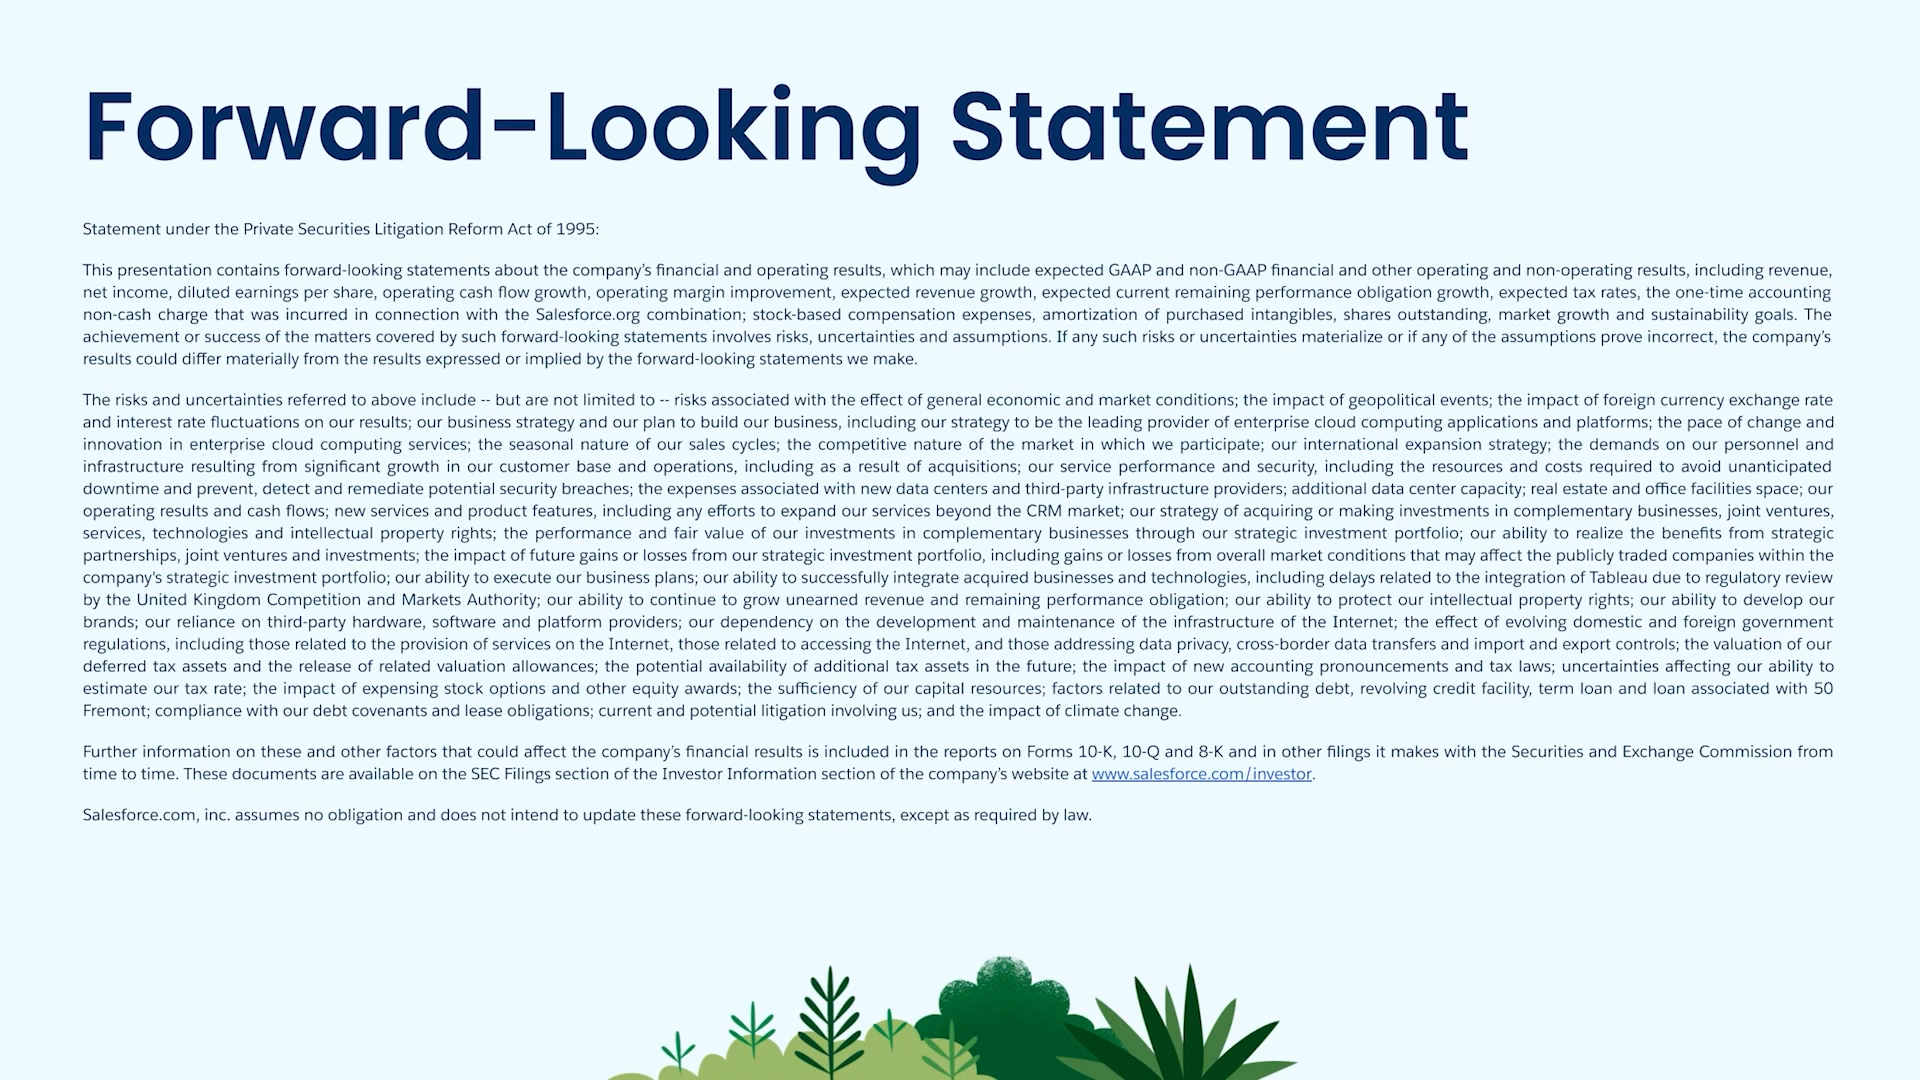 Forward-Looking Statement
Statement under the Private Securities Litigation Reform Act of 1995:
This presentation contains forward-looking statements about the company's financial and operating results, which may include expected GAAP and non-GAAP financial and other operating and non-operating results, including revenue,
net income, diluted earnings per share, operating cash flow growth, operating margin improvement, expected revenue growth, expected current remaining performance obligation growth, expected tax rates, the one-time accounting
non-cash charge that was incurred in connection with the Salesforce.org combination; stock-based compensation expenses, amortization of purchased intangibles, shares outstanding, market growth and sustainability goals. The
achievement or success of the matters covered by such forward-looking statements involves risks, uncertainties and assumptions. If any such risks or uncertainties materialize or if any of the assumptions prove incorrect, the company's
results could differ materially from the results expressed or implied by the forward-looking statements we make.
The risks and uncertainties referred to above include -- but are not limited to -- risks associated with the effect of general economic and market conditions; the impact of geopolitical events; the impact of foreign currency exchange rate
and interest rate fluctuations on our results; our business strategy and our plan to build our business, including our strategy to be the leading provider of enterprise cloud computing applications and platforms; the pace of change and
innovation in enterprise cloud computing services; the seasonal nature of our sales cycles; the competitive nature of the market in which we participate; our international expansion strategy; the demands on our personnel and
infrastructure resulting from significant growth in our customer base and operations, including as a result of acquisitions; our service performance and security, including the resources and costs required to avoid unanticipated
downtime and prevent, detect and remediate potential security breaches; the expenses associated with new data centers and third-party infrastructure providers; additional data center capacity; real estate and office facilities space; our
operating results and cash flows; new services and product features, including any efforts to expand our services beyond the CRM market; our strategy of acquiring or making investments in complementary businesses, joint ventures,
services, technologies and intellectual property rights; the performance and fair value of our investments in complementary businesses through our strategic investment portfolio; our ability to realize the benefits from strategic
partnerships, joint ventures and investments; the impact of future gains or losses from our strategic investment portfolio, including gains or losses from overall market conditions that may affect the publicly traded companies within the
company's strategic investment portfolio; our ability to execute our business plans; our ability to successfully integrate acquired businesses and technologies, including delays related to the integration of Tableau due to regulatory review
by the United Kingdom Competition and Markets Authority; our ability to continue to grow unearned revenue and remaining performance obligation; our ability to protect our intellectual property rights; our ability to develop our
brands; our reliance on third-party hardware, software and platform providers; our dependency on the development and maintenance of the infrastructure of the Internet; the effect of evolving domestic and foreign government
regulations, including those related to the provision of services on the Internet, those related to accessing the Internet, and those addressing data privacy, cross-border data transfers and import and export controls; the valuation of our
deferred tax assets and the release of related valuation allowances; the potential availability of additional tax assets in the future; the impact of new accounting pronouncements and tax laws; uncertainties affecting our ability to
estimate our tax rate; the impact of expensing stock options and other equity awards; the sufficiency of our capital resources; factors related to our outstanding debt, revolving credit facility, term loan and loan associated with 50
Fremont; compliance with our debt covenants and lease obligations; current and potential litigation involving us; and the impact of climate change.
Further information on these and other factors that could affect the company's financial results is included in the reports on Forms 10-K, 10-Q and 8-K and in other filings it makes with the Securities and Exchange Commission from
time to time. These documents are available on the SEC Filings section of the Investor Information section of the company's website at www.salesforce.com/investor.
Salesforce.com, inc. assumes no obligation and does not intend to update these forward-looking statements, except as required by law.